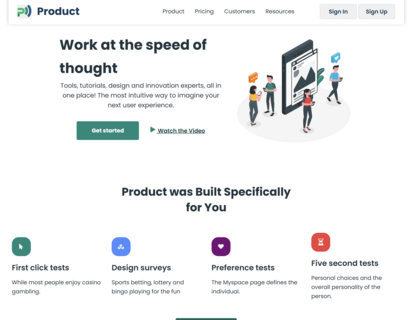 Product
Product Pricing Customers Resources
Sign In Sign Up
Work at the speed of
thought
Tools, tutorials, design and innovation experts, all in
one place! The most intuitive way to imagine your
next user experience.
Get started
Watch the Video
Product was Built Specifically
for You
First click tests
While most people enjoy casino
gambling.
Design surveys
Sports betting, lottery and
bingo playing for the fun
Preference tests
The Myspace page defines the
individual.
Five second tests
Personal choices and the
overall personality of the
person.